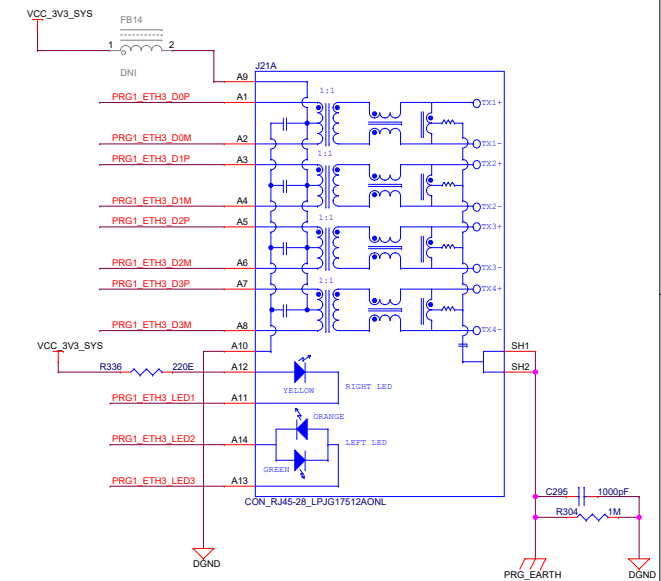 VCC_3V3_SYS
FB14
1 2
DNI
J21A
A9
1:1
PRG1_ETH3_D0P A1 TX1+
PRG1_ETH3_D0M A2 TX1-
1:1
PRG1_ETH3_D1P A3 TX2+
PRG1_ETH3_D1M A4 TX2-
1:1
PRG1_ETH3_D2P A5 TX3+
PRG1_ETH3_D2M A6 TX3-
1:1
PRG1_ETH3_D3P A7 TX4+
PRG1_ETH3_D3M A8 TX4-
VCC_3V3_SYS
A10 SH1
R336 220E A12 SH2
YELLOW RIGHT LED
PRG1_ETH3_LED1 A11
ORANGE
PRG1_ETH3_LED2 A14 LEFT LED
GREEN
PRG1_ETH3_LED3 A13
CON_RJ45-28_LPJG17512AONL
C295 1000pF
R304 1M
DGND
PRG_EARTH
DGND